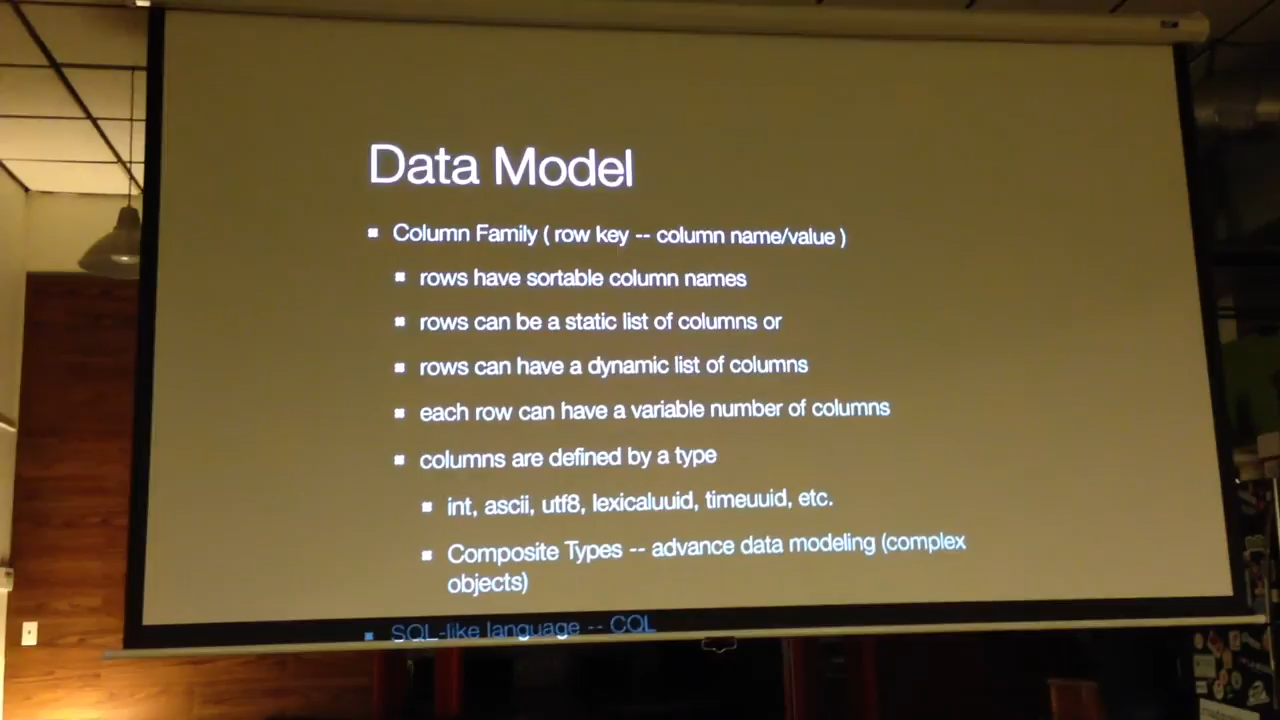 Data Model
Column Family ( row key -- column name/value )
rows have sortable column names
rows can be a static list of columns or
rows can have a dynamic list of columns
each row can have a variable number of columns
columns are defined by a type
int, ascii, utf8, lexicaluuid, timeuuid, etc.
Composite Types -- advance data modeling (complex
objects)
SQL-like language -- CQL